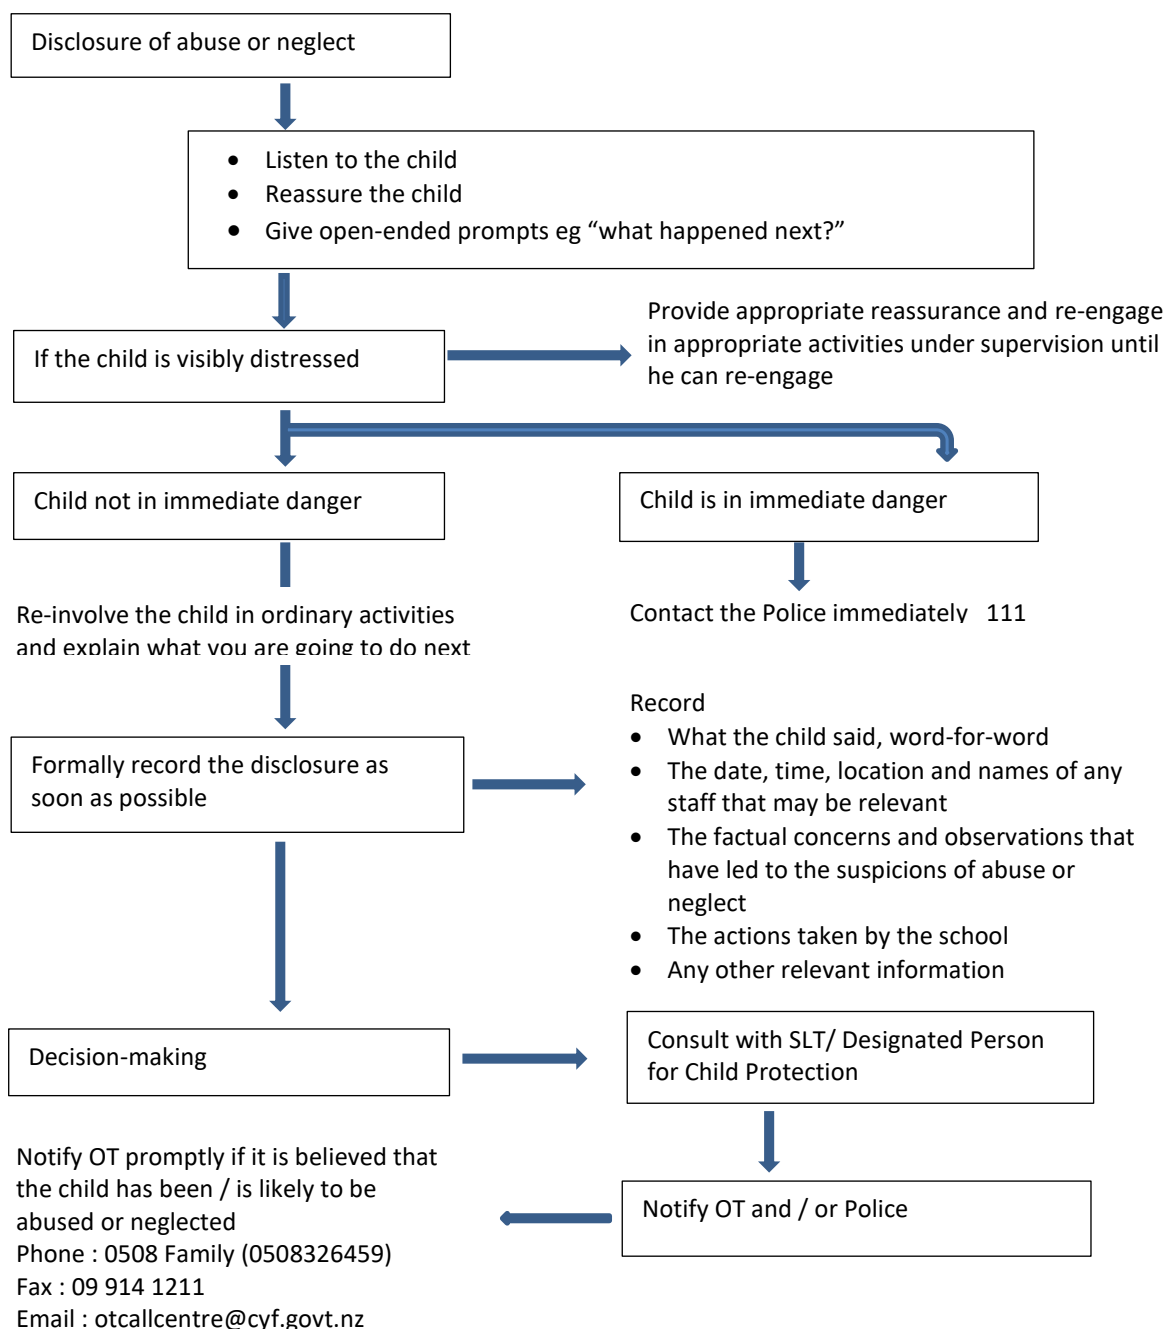 Disclosure of abuse or neglect
• Listen to the child
• Reassure the child
• Give open-ended prompts eg “what happened next?”
If the child is visibly distressed
Provide appropriate reassurance and re-engage
in appropriate activities under supervision until
he can re-engage
Child not in immediate danger
Child is in immediate danger
Re-involve the child in ordinary activities
and explain what you are going to do next
Contact the Police immediately 111
Formally record the disclosure as
soon as possible
Record
• What the child said, word-for-word
• The date, time, location and names of any
staff that may be relevant
• The factual concerns and observations that
have led to the suspicions of abuse or
neglect
• The actions taken by the school
• Any other relevant information
Decision-making
Consult with SLT/ Designated Person
for Child Protection
Notify OT and / or Police
Notify OT promptly if it is believed that
the child has been / is likely to be
abused or neglected
Phone : 0508 Family (0508326459)
Fax : 09 914 1211
Email : otcallcentre@cyf.govt.nz